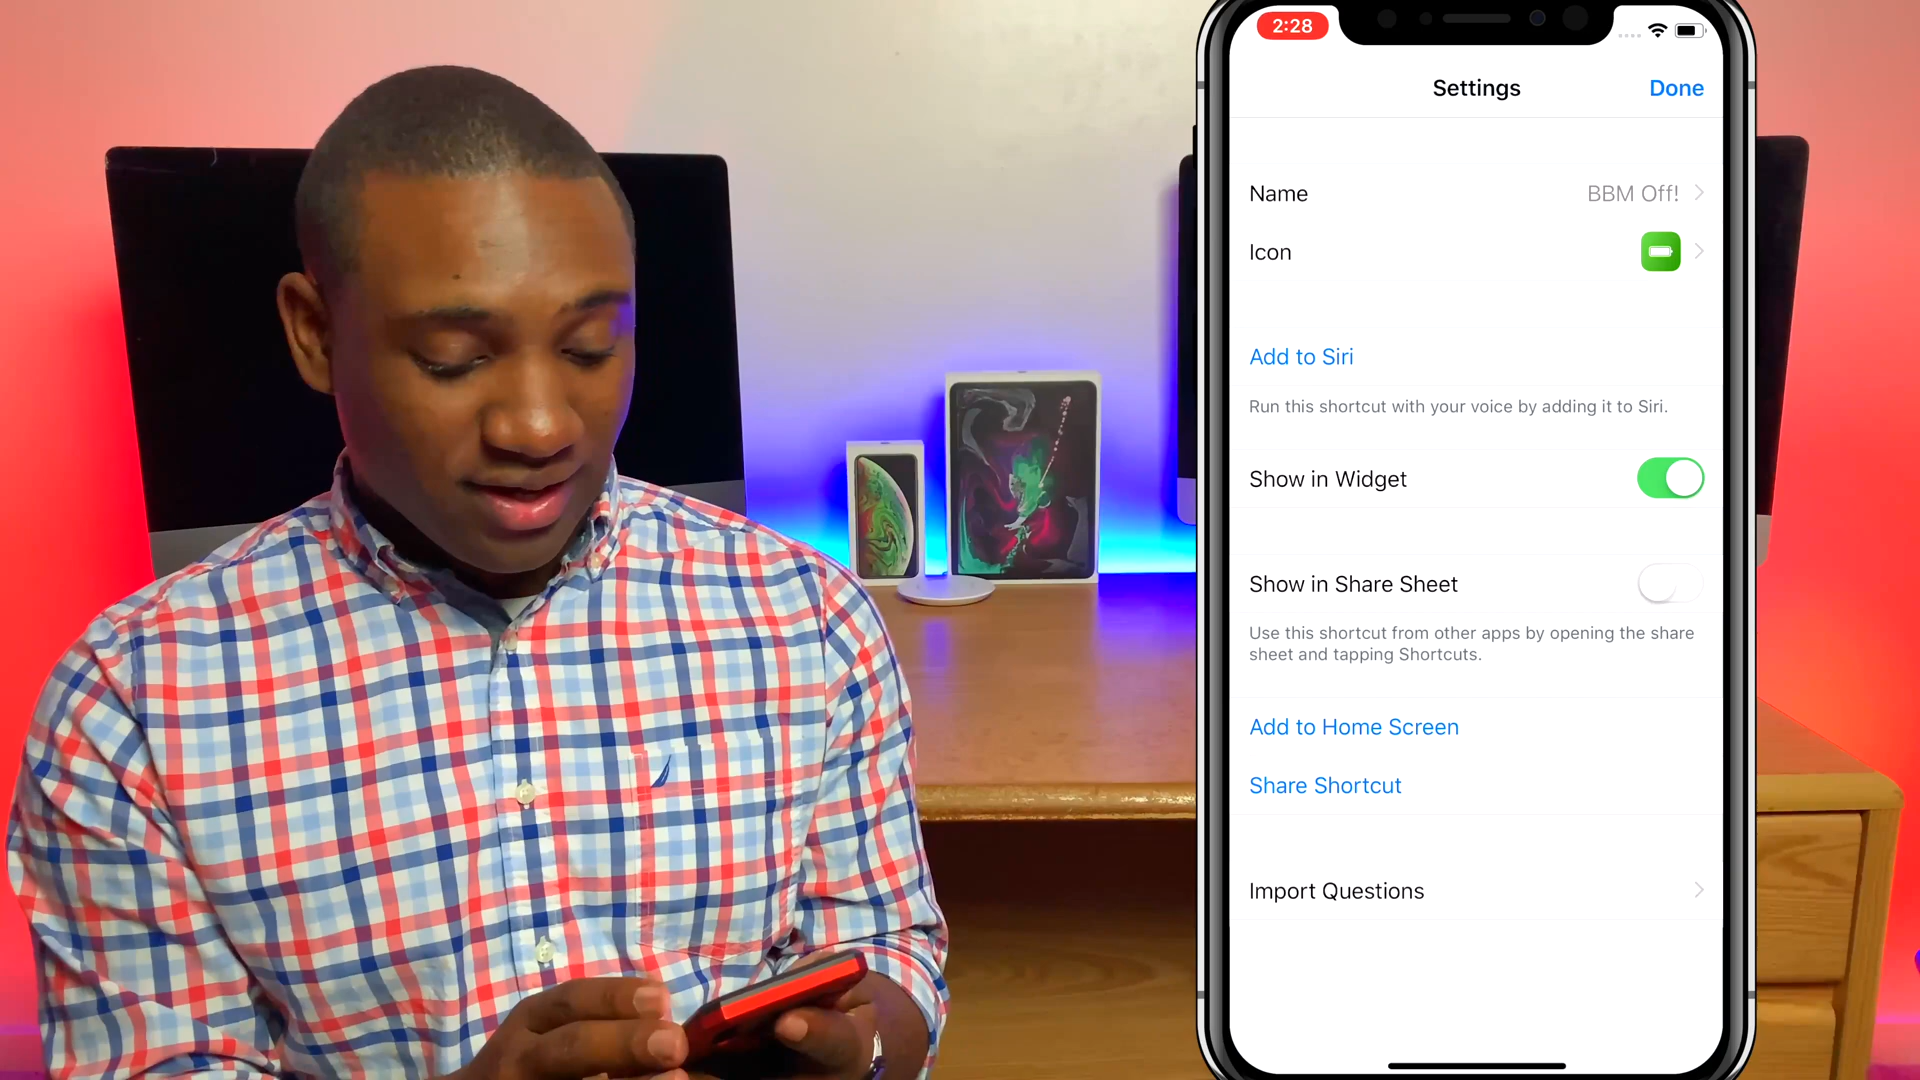 2:28
Settings
Done
Name
BBM Off!
Icon
Add to Siri
Run this shortcut with your voice by adding it to Siri.
Show in Widget
Show in Share Sheet
Use this shortcut from other apps by opening the share
sheet and tapping Shortcuts.
Add to Home Screen
Share Shortcut
Import Questions